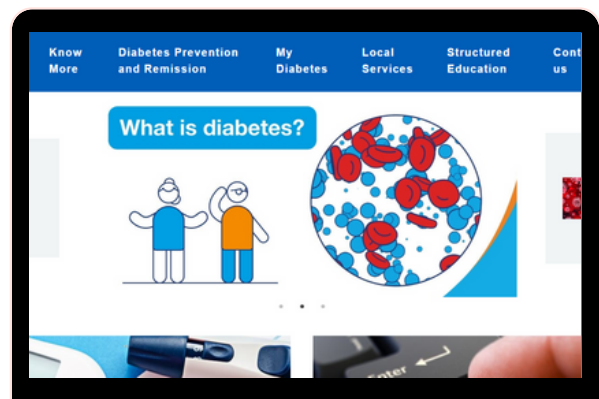 Know
More
Diabetes Prevention
and Remission
My
Diabetes
Local
Services
Structured
Education
Cont
us
What is diabetes?
Enter